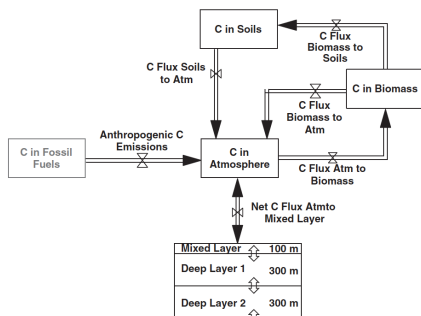 C in Soils
C Flux
Biomass to
Soils
C Flux Soils
to Atm
C in Biomass
C Flux
Biomass to
Atm
Anthropogenic C
Emissions
C in Fossil
Fuels
C in
Atmosphere
C Flux Atm to
Biomass
Net C Flux Atmto
Mixed Layer
Mixed Layer 100 m
Deep Layer 1 300 m
Deep Layer 2 300 m